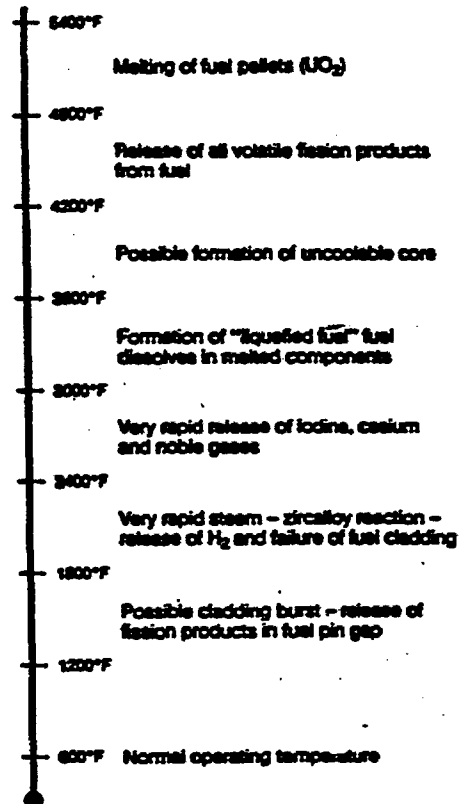 5400°F
Melting of fuel pellets (UO₂)
4800°F
Release of all volatile fission products
from fuel
4200°F
Possible formation of uncoolable core
3600°F
Formation of "liquefied fuel" fuel
dissolves in melted components
3000°F
Very rapid release of iodine, cesium
and noble gases
2400°F
Very rapid steam – zircalloy reaction –
release of H₂ and failure of fuel cladding
1800°F
Possible cladding burst – release of
fission products in fuel pin gap
1200°F
600°F Normal operating temperature